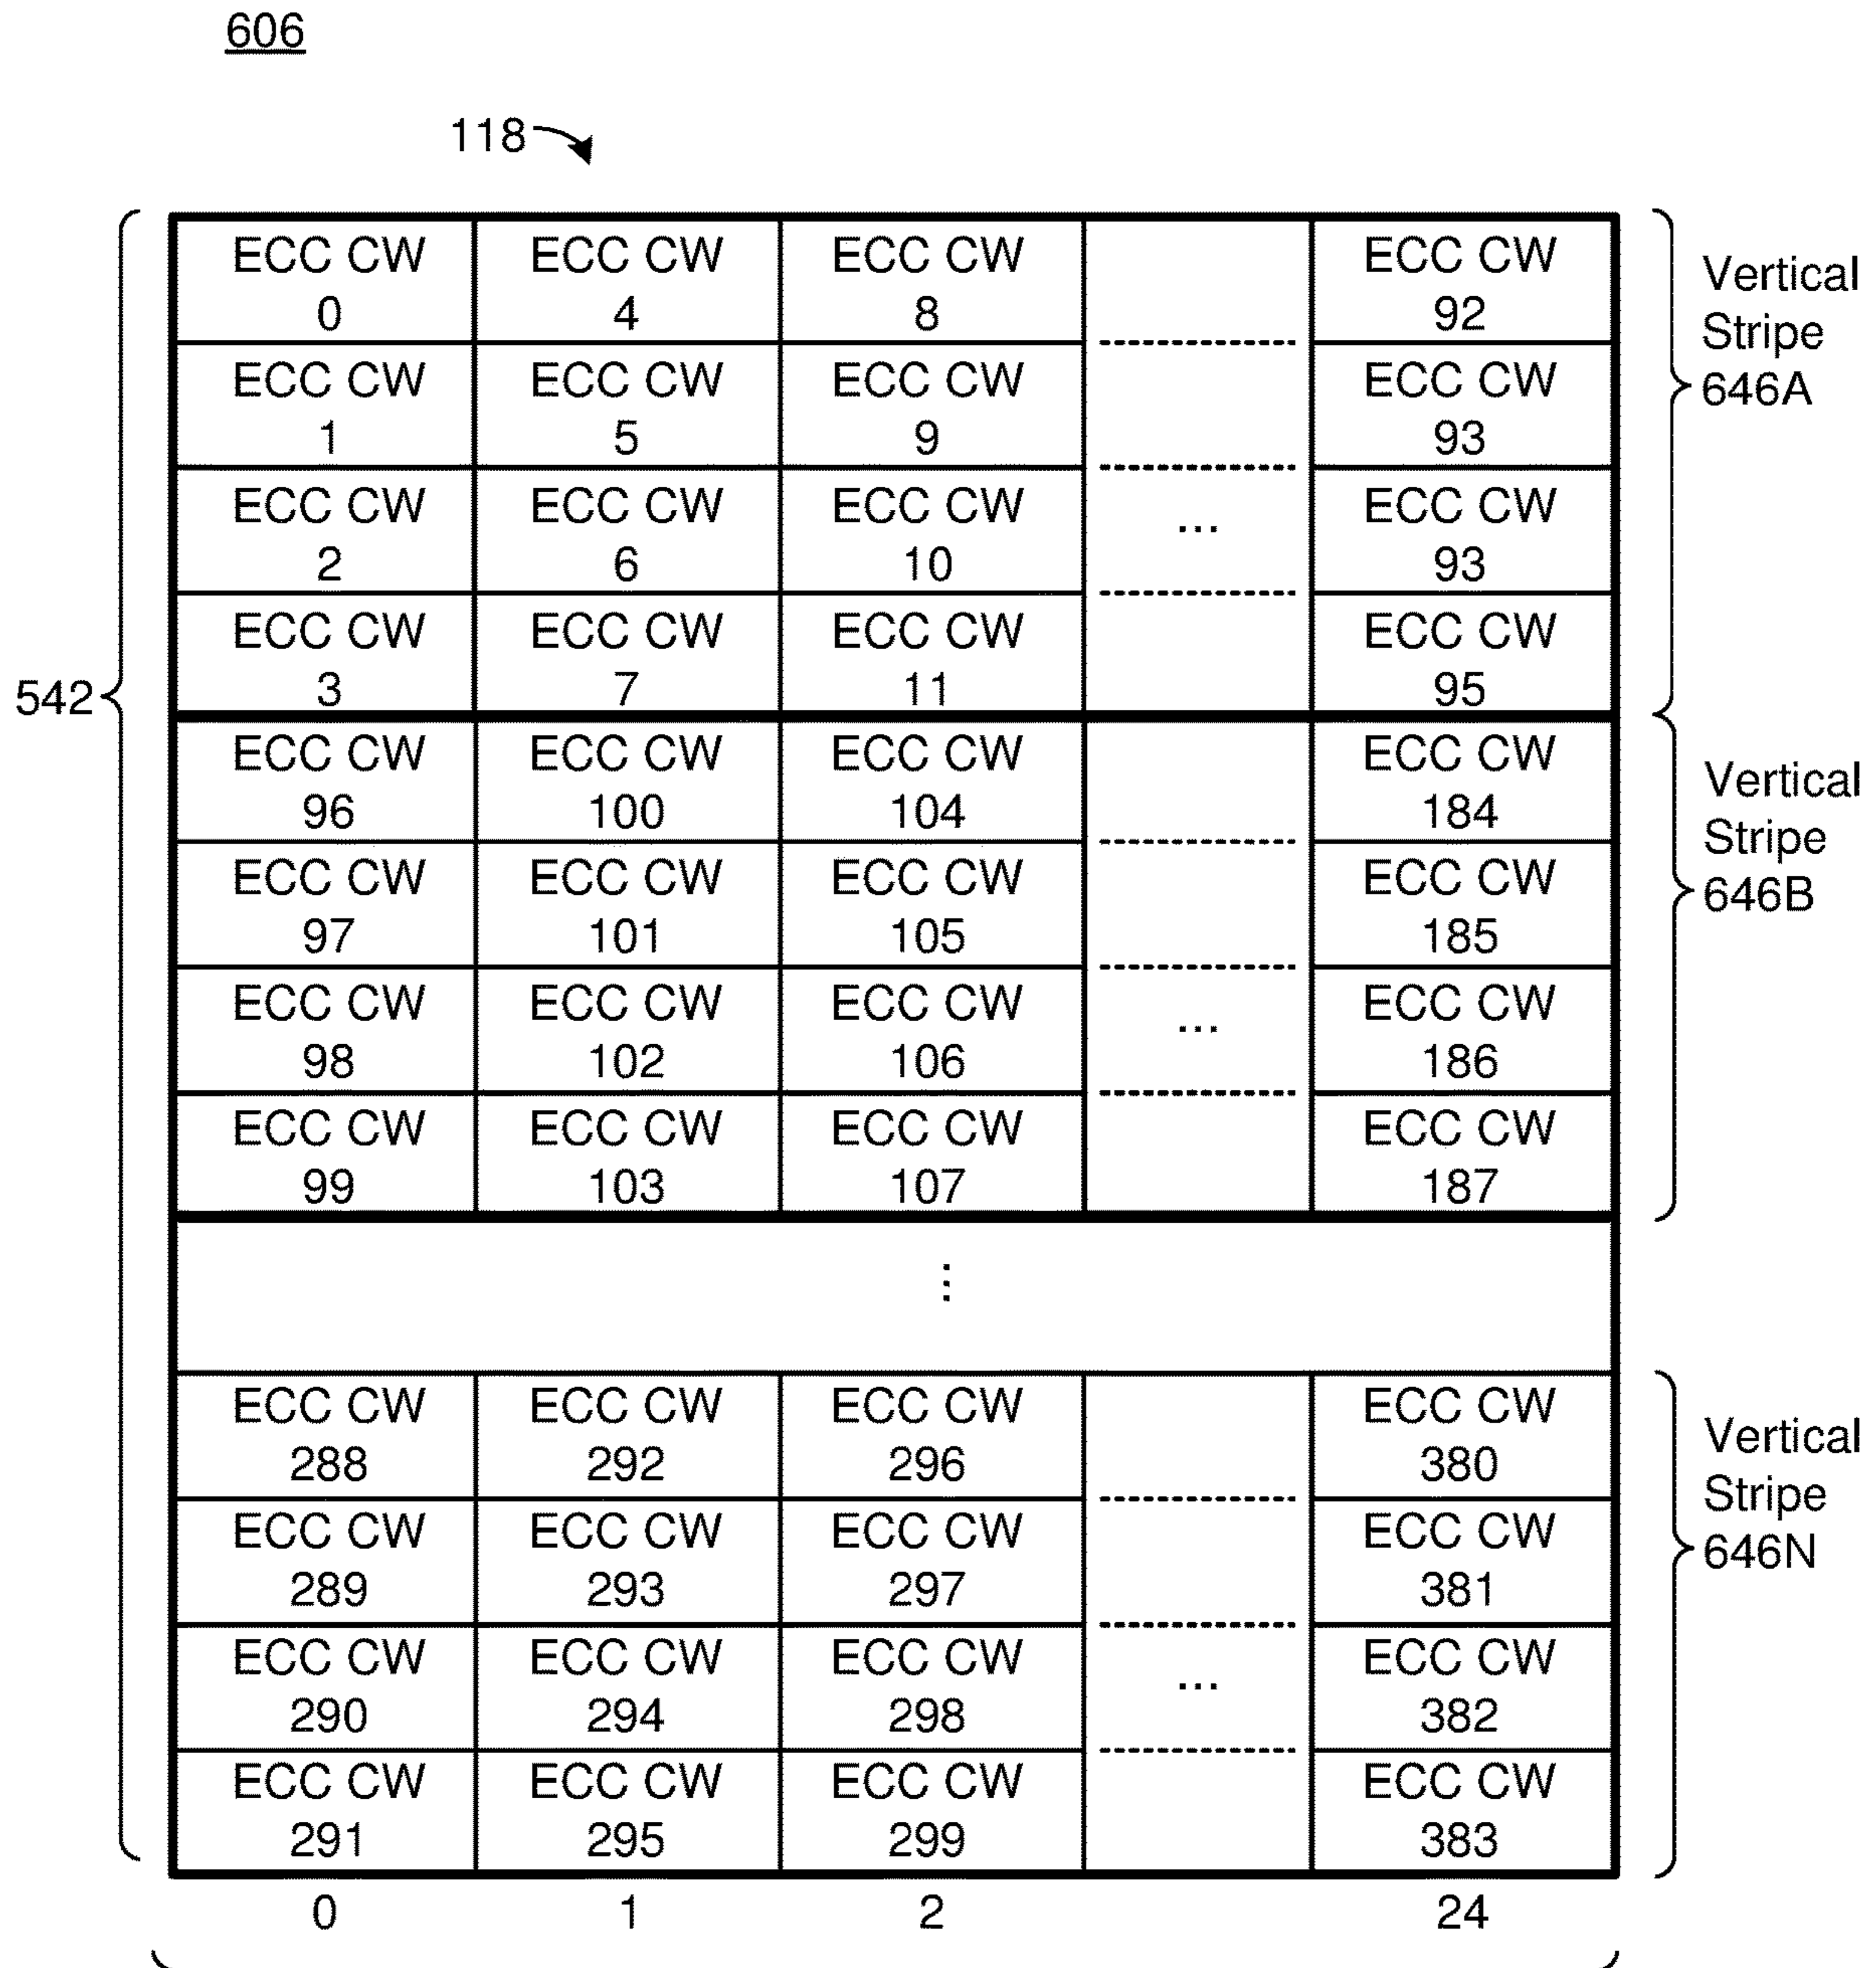 606
118
ECC CW ECC CW ECC CW ECC CW
0 4 8 92
ECC CW ECC CW ECC CW ECC CW
1 5 9 93
ECC CW ECC CW ECC CW ... ECC CW
2 6 10 93
ECC CW ECC CW ECC CW ECC CW
3 7 11 95
Vertical
Stripe
646A
542
ECC CW ECC CW ECC CW ECC CW
96 100 104 184
ECC CW ECC CW ECC CW ECC CW
97 101 105 185
ECC CW ECC CW ECC CW ... ECC CW
98 102 106 186
ECC CW ECC CW ECC CW ECC CW
99 103 107 187
Vertical
Stripe
646B
⋮
ECC CW ECC CW ECC CW ECC CW
288 292 296 380
ECC CW ECC CW ECC CW ECC CW
289 293 297 381
ECC CW ECC CW ECC CW ... ECC CW
290 294 298 382
ECC CW ECC CW ECC CW ECC CW
291 295 299 383
Vertical
Stripe
646N
0 1 2 24